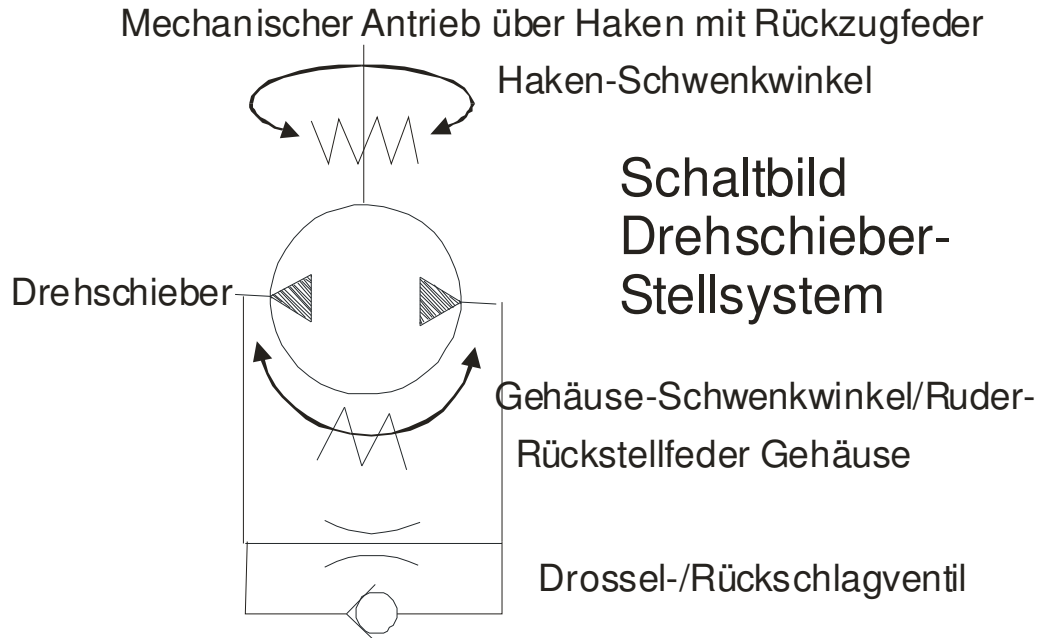 Mechanischer Antrieb über Haken mit Rückzugfeder
Haken-Schwenkwinkel
Schaltbild
Drehschieber-
Stellsystem
Drehschieber
Gehäuse-Schwenkwinkel/Ruder-
Rückstellfeder Gehäuse
Drossel-/Rückschlagventil